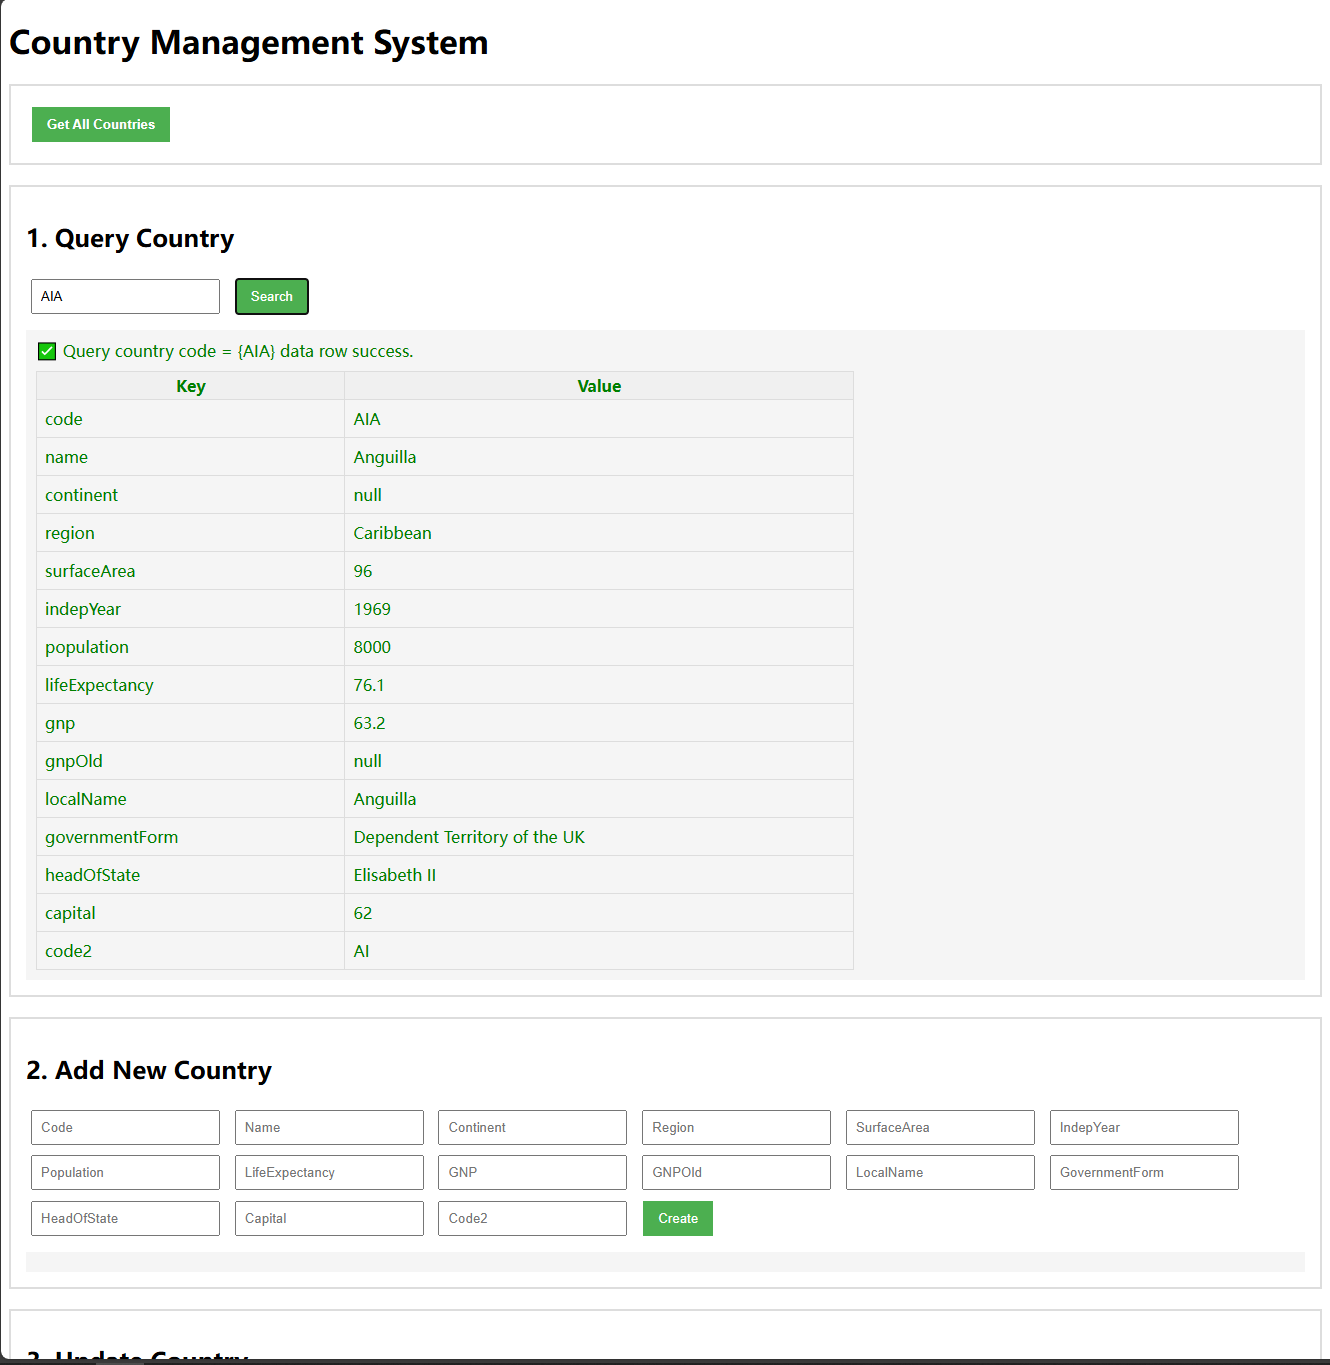 Country Management System
Get All Countries
1. Query Country
AIA Search
✅ Query country code = {AIA} data row success.
Key Value
code AIA
name Anguilla
continent null
region Caribbean
surfaceArea 96
indepYear 1969
population 8000
lifeExpectancy 76.1
gnp 63.2
gnpOld null
localName Anguilla
governmentForm Dependent Territory of the UK
headOfState Elisabeth II
capital 62
code2 AI
2. Add New Country
Code Name Continent Region SurfaceArea IndepYear
Population LifeExpectancy GNP GNPOld LocalName GovernmentForm
HeadOfState Capital Code2 Create
3. Update Country